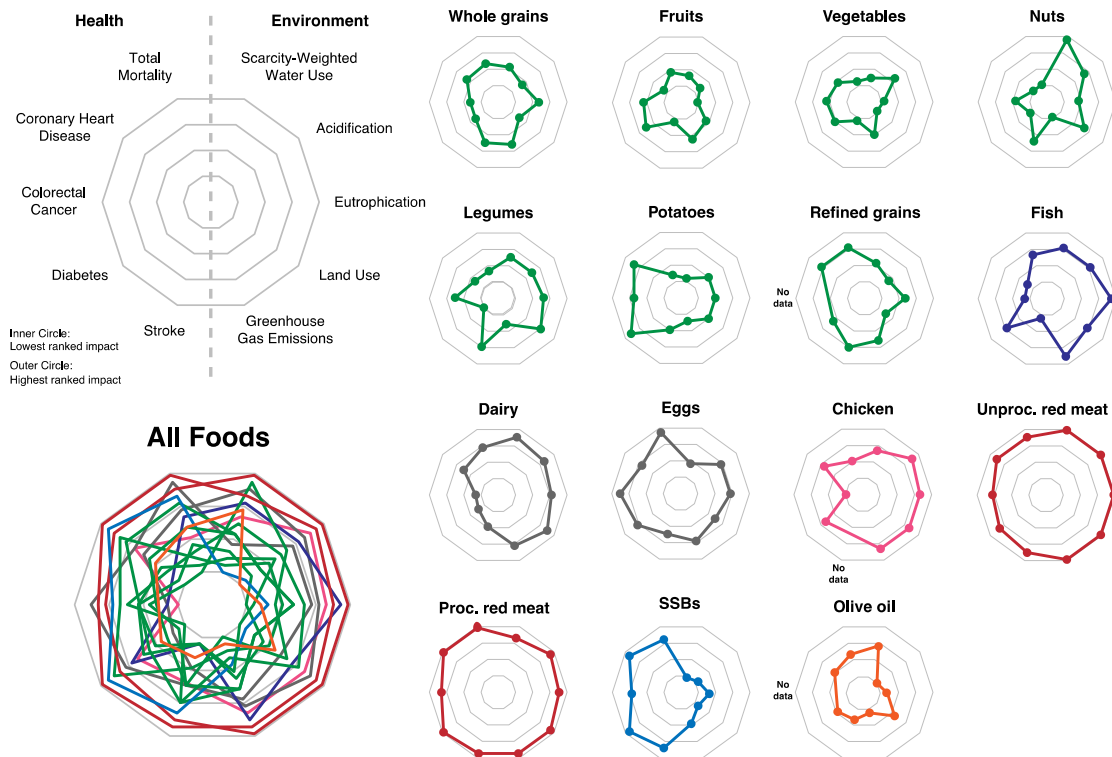 Health
Environment
Total
Mortality
Scarcity-Weighted
Water Use
Coronary Heart
Disease
Acidification
Colorectal
Cancer
Eutrophication
Diabetes
Land Use
Stroke
Greenhouse
Gas Emissions
Inner Circle:
Lowest ranked impact
Outer Circle:
Highest ranked impact
All Foods
Whole grains
Fruits
Vegetables
Nuts
Legumes
Potatoes
Refined grains
No
data
Fish
Dairy
Eggs
Chicken
No
data
Unproc. red meat
Proc. red meat
SSBs
Olive oil
No
data